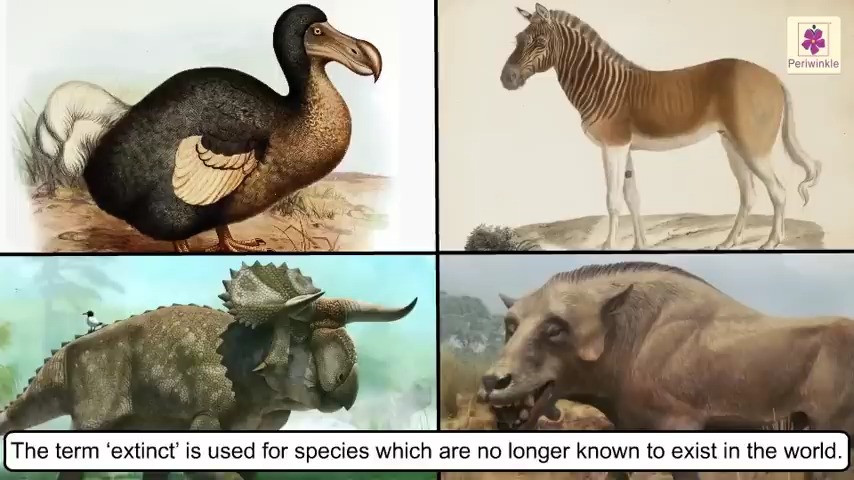 Periwinkle
The term ‘extinct’ is used for species which are no longer known to exist in the world.